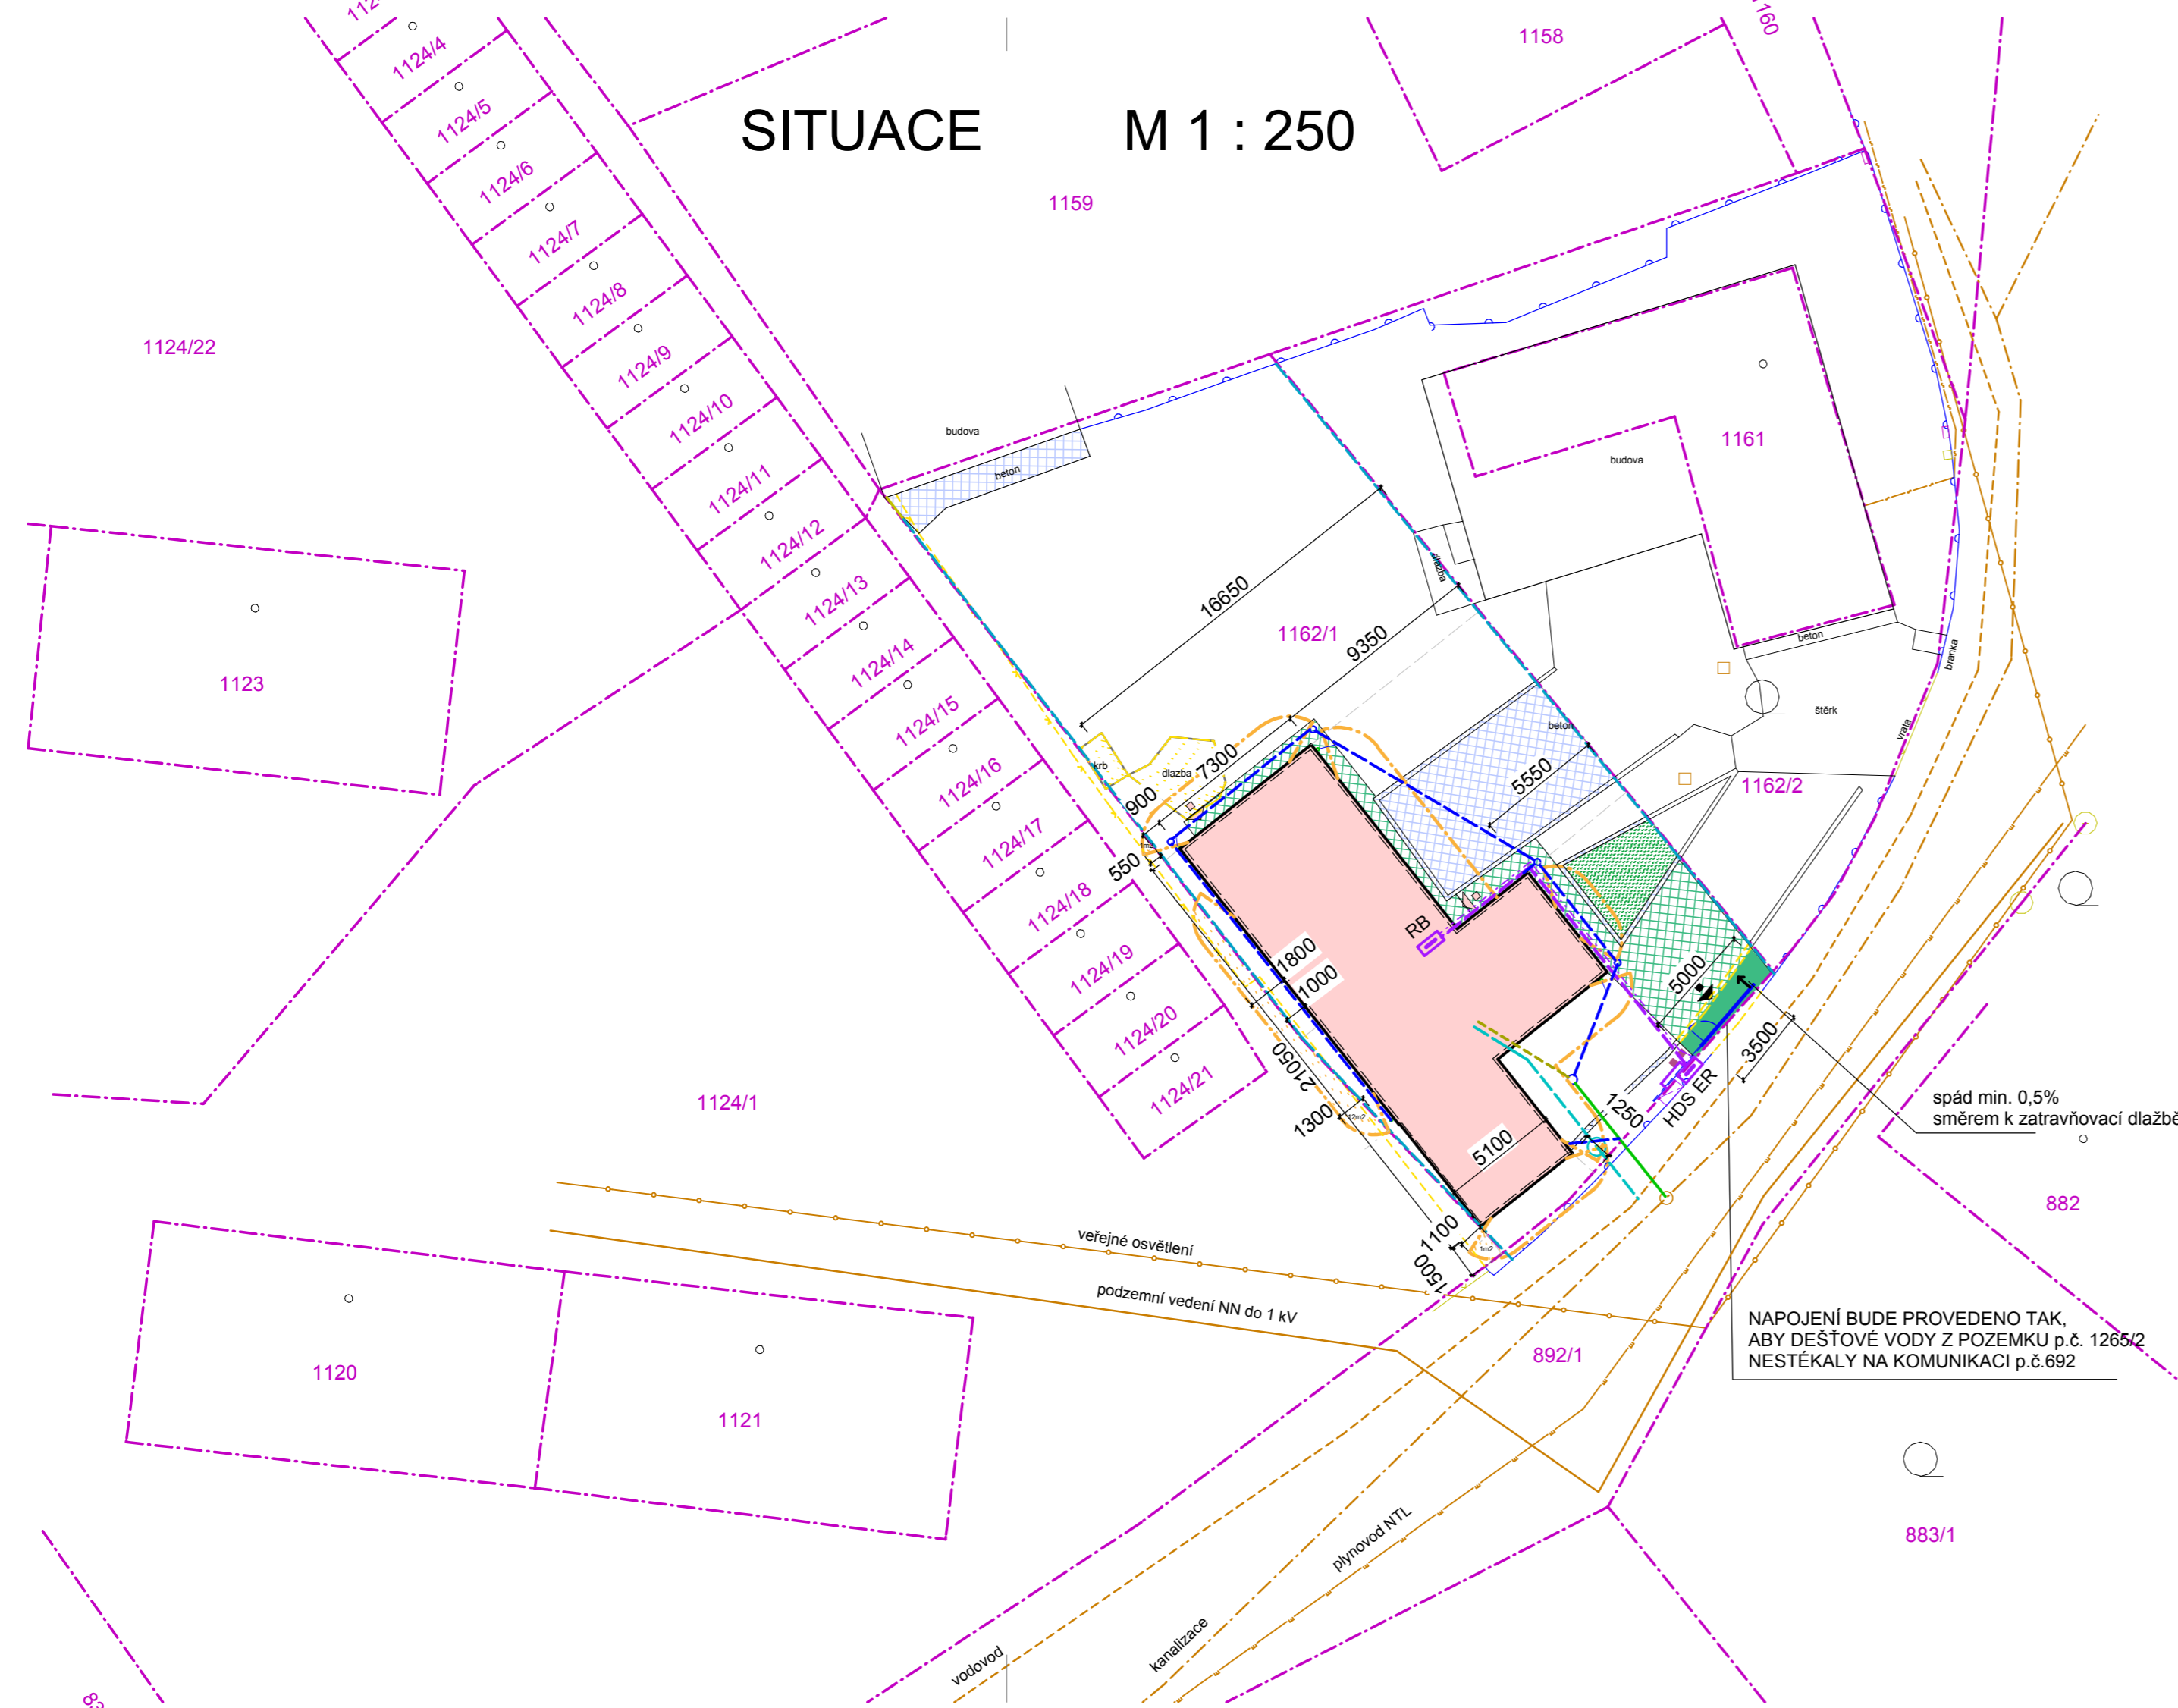 SITUACE M 1 : 250
1124/4
1124/5
1124/6
1124/7
1124/8
1124/9
1124/10
1124/11
1124/12
1124/13
1124/14
1124/15
1124/16
1124/17
1124/18
1124/19
1124/20
1124/21
1158
1160
1159
1124/22
1123
budova
beton
budova
1161
dlazba
beton
branka
štěrk
vrata
1162/1
1162/2
16650
9350
7300
900
550
krb
dlazba
1m2
beton
5550
RB
1800
1000
21050
1300
12m2
5100
1250
5000
3500
HDS ER
1100
1500
1m2
spád min. 0,5%
směrem k zatravňovací dlažbě
882
1124/1
veřejné osvětlení
podzemní vedení NN do 1 kV
NAPOJENÍ BUDE PROVEDENO TAK,
ABY DEŠŤOVÉ VODY Z POZEMKU p.č. 1265/2
NESTÉKALY NA KOMUNIKACI p.č.692
892/1
1120
1121
883/1
plynovod NTL
kanalizace
vodovod